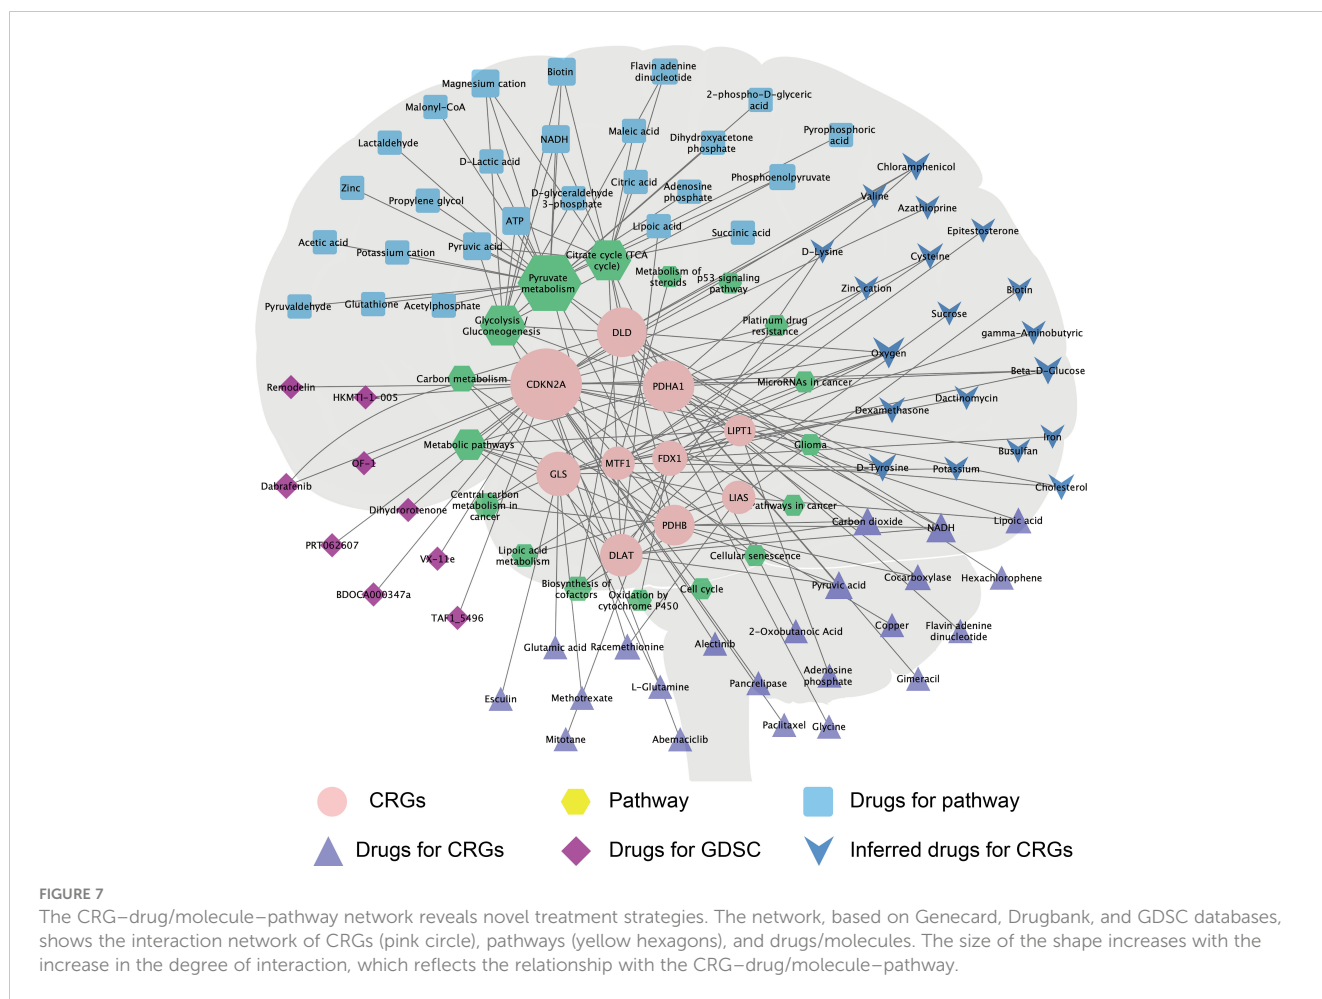 Magnesium cation
Biotin
Flavin adenine
dinucleotide
Malonyl-CoA
2-phospho-D-glyceric
acid
Lactaldehyde
NADH
Maleic acid
Dihydroxyacetone
phosphate
Pyrophosphoric
acid
D-Lactic acid
Chloramphenicol
Zinc
Propylene glycol
D-glyceraldehyde
3-phosphate
Citric acid
Adenosine
phosphate
Phosphoenolpyruvate
Valine
Azathioprine
ATP
Lipoic acid
Succinic acid
Epitestosterone
Acetic acid
Potassium cation
Pyruvic acid
Citrate cycle (TCA
cycle)
D-Lysine
Cysteine
Pyruvate
metabolism
Metabolism of
steroids
p53 signaling
pathway
Zinc cation
Biotin
Pyruvaldehyde
Glutathione
Acetylphosphate
Glycolysis /
Gluconeogenesis
DLD
Platinum drug
resistance
Sucrose
gamma-Aminobutyric
Oxygen
Beta-D-Glucose
Remodelin
HKMTI-1-005
Carbon metabolism
CDKN2A
PDHA1
MicroRNAs in cancer
Dexamethasone
Dactinomycin
Metabolic pathways
LIPT1
Glioma
Iron
Busulfan
OF-1
GLS
MTF1
FDX1
D-Tyrosine
Potassium
Cholesterol
Dabrafenib
Dihydrorotenone
Central carbon
metabolism in
cancer
LIAS
Pathways in cancer
PDHB
Carbon dioxide
NADH
Lipoic acid
PRT062607
VX-11e
Lipoic acid
metabolism
DLAT
Cellular senescence
BDOCA000347a
Biosynthesis of
cofactors
Oxidation by
cytochrome P450
Cell cycle
Pyruvic acid
Cocarboxylase
Hexachlorophene
TAF1_5496
Glutamic acid
Racemethionine
Alectinib
2-Oxobutanoic Acid
Copper
Flavin adenine
dinucleotide
Esculin
Methotrexate
L-Glutamine
Pancrelipase
Adenosine
phosphate
Gimeracil
Mitotane
Abemaciclib
Paclitaxel
Glycine
CRGs
Pathway
Drugs for pathway
Drugs for CRGs
Drugs for GDSC
Inferred drugs for CRGs
FIGURE 7
The CRG–drug/molecule–pathway network reveals novel treatment strategies. The network, based on Genecard, Drugbank, and GDSC databases,
shows the interaction network of CRGs (pink circle), pathways (yellow hexagons), and drugs/molecules. The size of the shape increases with the
increase in the degree of interaction, which reflects the relationship with the CRG–drug/molecule–pathway.